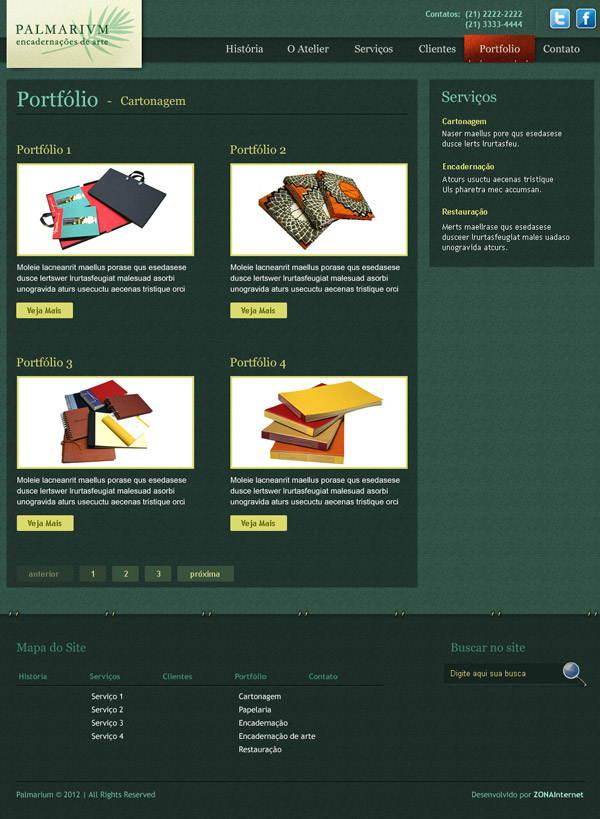 PALMARIVM
encadernações de arte
Contatos: (21) 2222-2222
(21) 3333-4444
História O Atelier Serviços Clientes Portfolio Contato
Portfólio - Cartonagem
Portfólio 1
Moleie lacneanrit maellus porase qus esedasese
dusce lertswer lrurtasfeugiat malesuad asorbi
unogravida aturs usecuctu aecenas tristique orci
Veja Mais
Portfólio 2
Moleie lacneanrit maellus porase qus esedasese
dusce lertswer lrurtasfeugiat malesuad asorbi
unogravida aturs usecuctu aecenas tristique orci
Veja Mais
Portfólio 3
Moleie lacneanrit maellus porase qus esedasese
dusce lertswer lrurtasfeugiat malesuad asorbi
unogravida aturs usecuctu aecenas tristique orci
Veja Mais
Portfólio 4
Moleie lacneanrit maellus porase qus esedasese
dusce lertswer lrurtasfeugiat malesuad asorbi
unogravida aturs usecuctu aecenas tristique orci
Veja Mais
anterior 1 2 3 próxima
Serviços
Cartonagem
Naser maellus pore qus esedasese
dusce lerts lrurtasfeu.
Encadernação
Atcurs usuctu aecenas tristique
Uls pharetra mec accumsan.
Restauração
Merts maellrase qus esedasese
dusceer lrurtasfeugiat males uadaso
unogravida atcurs.
Mapa do Site
História Serviços Clientes Portfólio Contato
Serviço 1
Serviço 2
Serviço 3
Serviço 4
Cartonagem
Papelaria
Encadernação
Encadernação de arte
Restauração
Buscar no site
Digite aqui sua busca
Palmarium © 2012 | All Rights Reserved
Desenvolvido por ZONAInternet